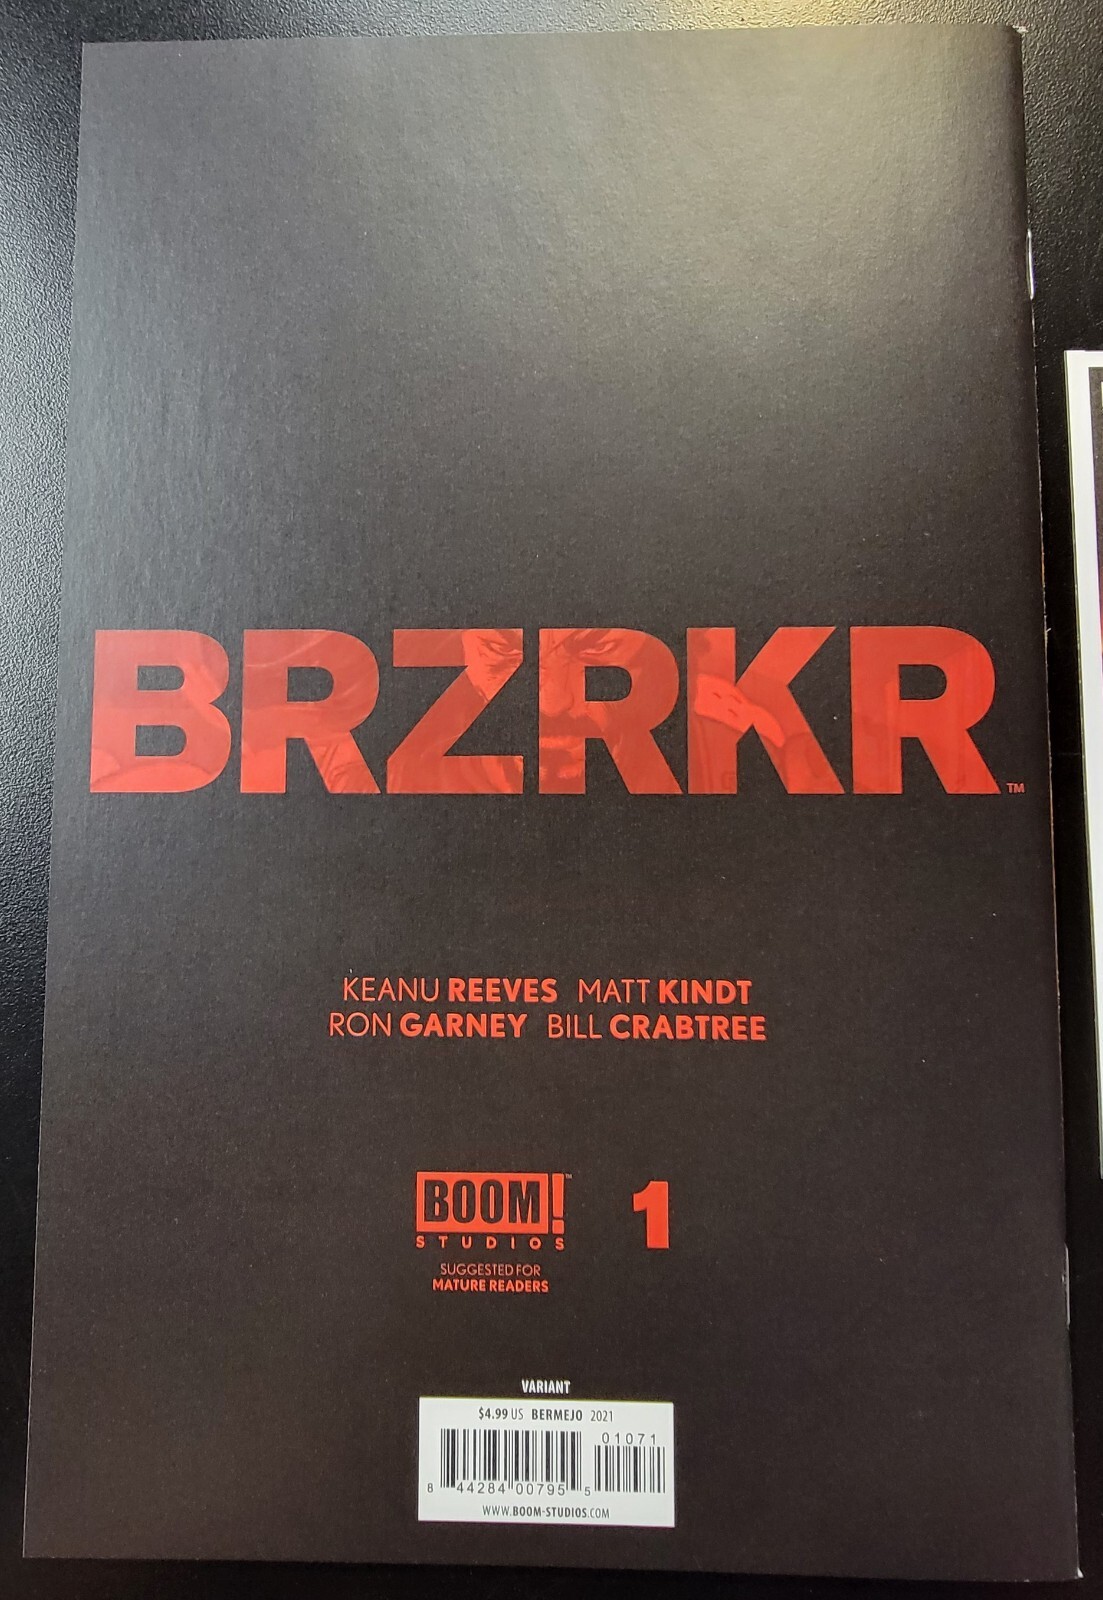 BRZRKR™
KEANU REEVES MATT KINDT
RON GARNEY BILL CRABTREE
BOOM!™ 1
STUDIOS
SUGGESTED FOR
MATURE READERS
VARIANT
$4.99 US BERMEJO 2021
01071
8 44284 00795 5
WWW.BOOM-STUDIOS.COM